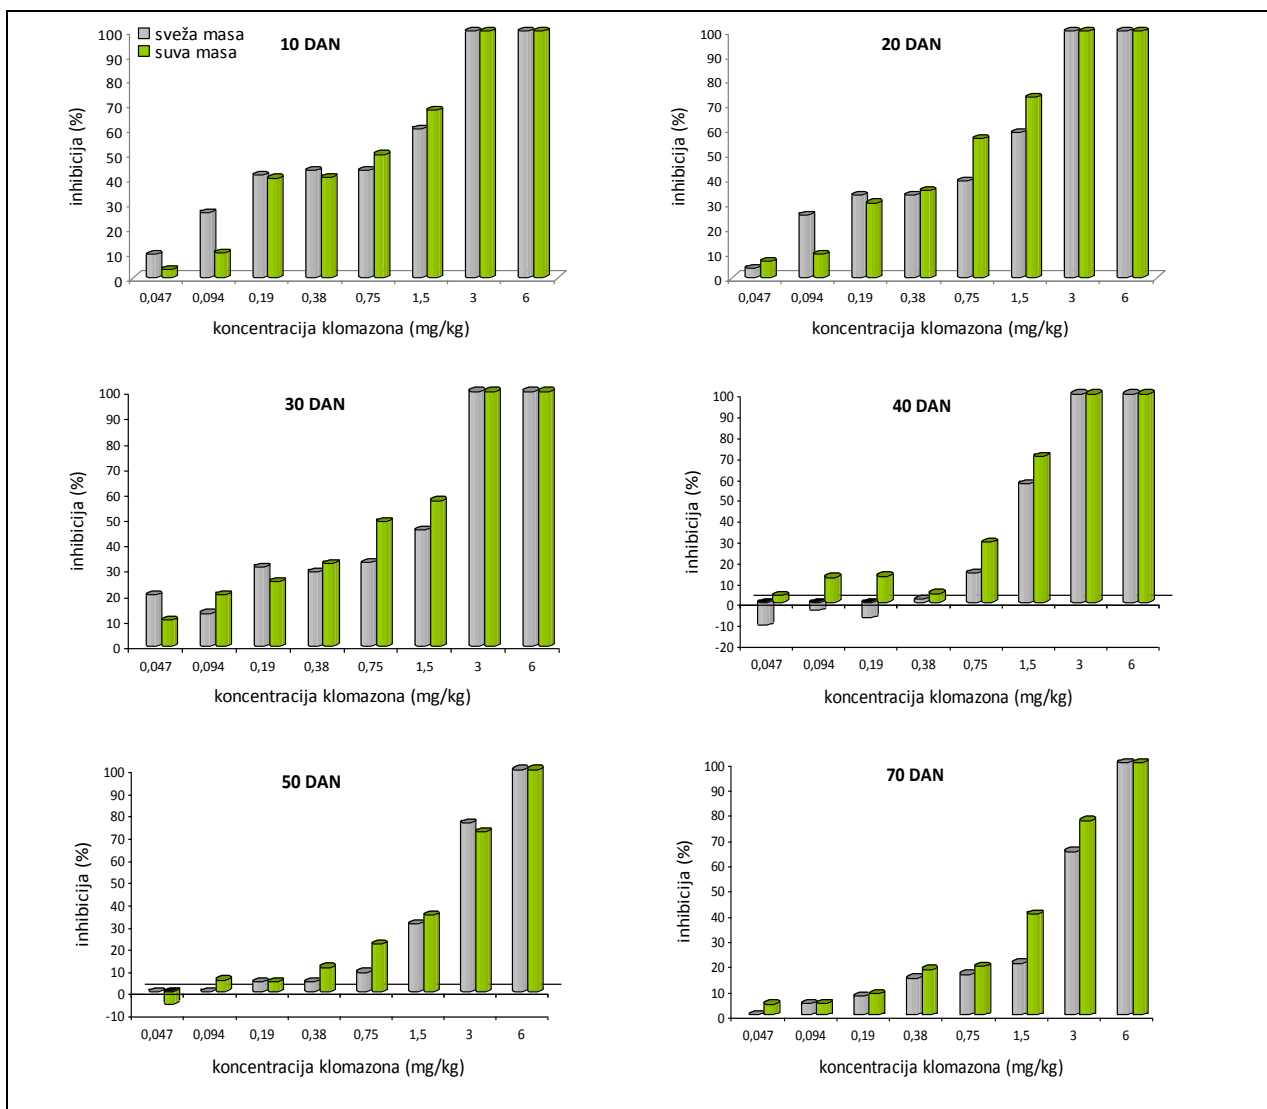 sveža masa
suva masa
10 DAN
inhibicija (%)
100
90
80
70
60
50
40
30
20
10
0
0,047 0,094 0,19 0,38 0,75 1,5 3 6
koncentracija klomazona (mg/kg)
20 DAN
inhibicija (%)
100
90
80
70
60
50
40
30
20
10
0
0,047 0,094 0,19 0,38 0,75 1,5 3 6
koncentracija klomazona (mg/kg)
30 DAN
inhibicija (%)
100
90
80
70
60
50
40
30
20
10
0
0,047 0,094 0,19 0,38 0,75 1,5 3 6
koncentracija klomazona (mg/kg)
40 DAN
inhibicija (%)
100
90
80
70
60
50
40
30
20
10
0
-10
-20
0,047 0,094 0,19 0,38 0,75 1,5 3 6
koncentracija klomazona (mg/kg)
50 DAN
inhibicija (%)
100
90
80
70
60
50
40
30
20
10
0
-10
0,047 0,094 0,19 0,38 0,75 1,5 3 6
koncentracija klomazona (mg/kg)
70 DAN
inhibicija (%)
100
90
80
70
60
50
40
30
20
10
0
0,047 0,094 0,19 0,38 0,75 1,5 3 6
koncentracija klomazona (mg/kg)